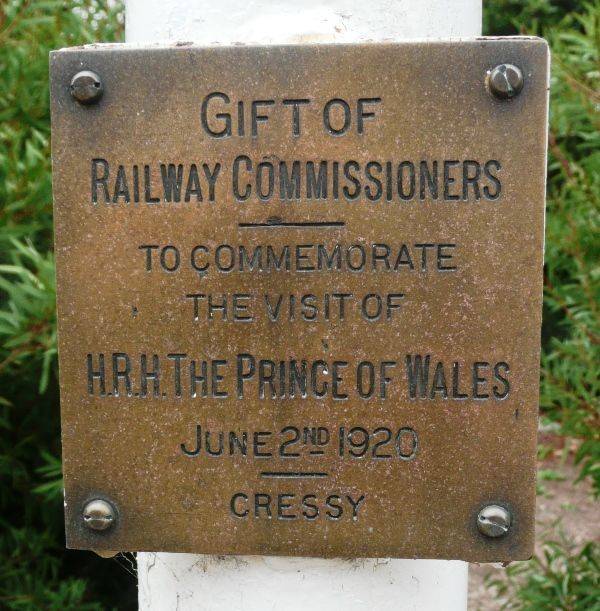 GIFT OF
RAILWAY COMMISSIONERS
TO COMMEMORATE
THE VISIT OF
H.R.H. THE PRINCE OF WALES
JUNE 2ND 1920
CRESSY